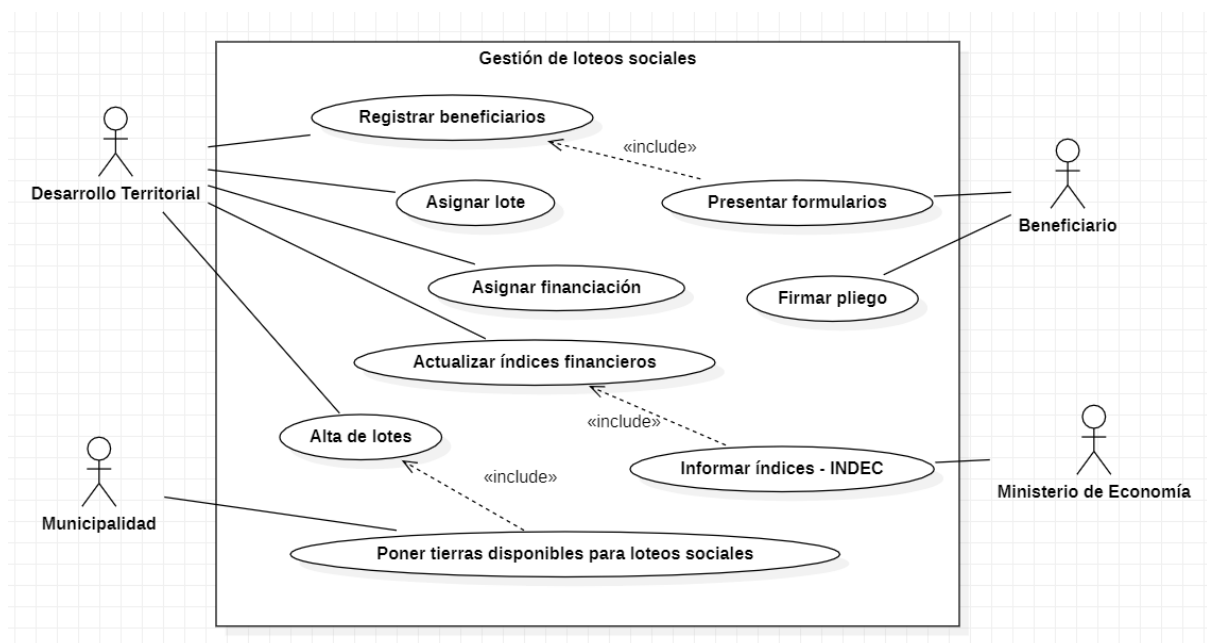 Gestión de loteos sociales
Registrar beneficiarios
«include»
Desarrollo Territorial
Asignar lote
Presentar formularios
Beneficiario
Asignar financiación
Firmar pliego
Actualizar índices financieros
«include»
Alta de lotes
Informar índices - INDEC
«include»
Ministerio de Economía
Municipalidad
Poner tierras disponibles para loteos sociales